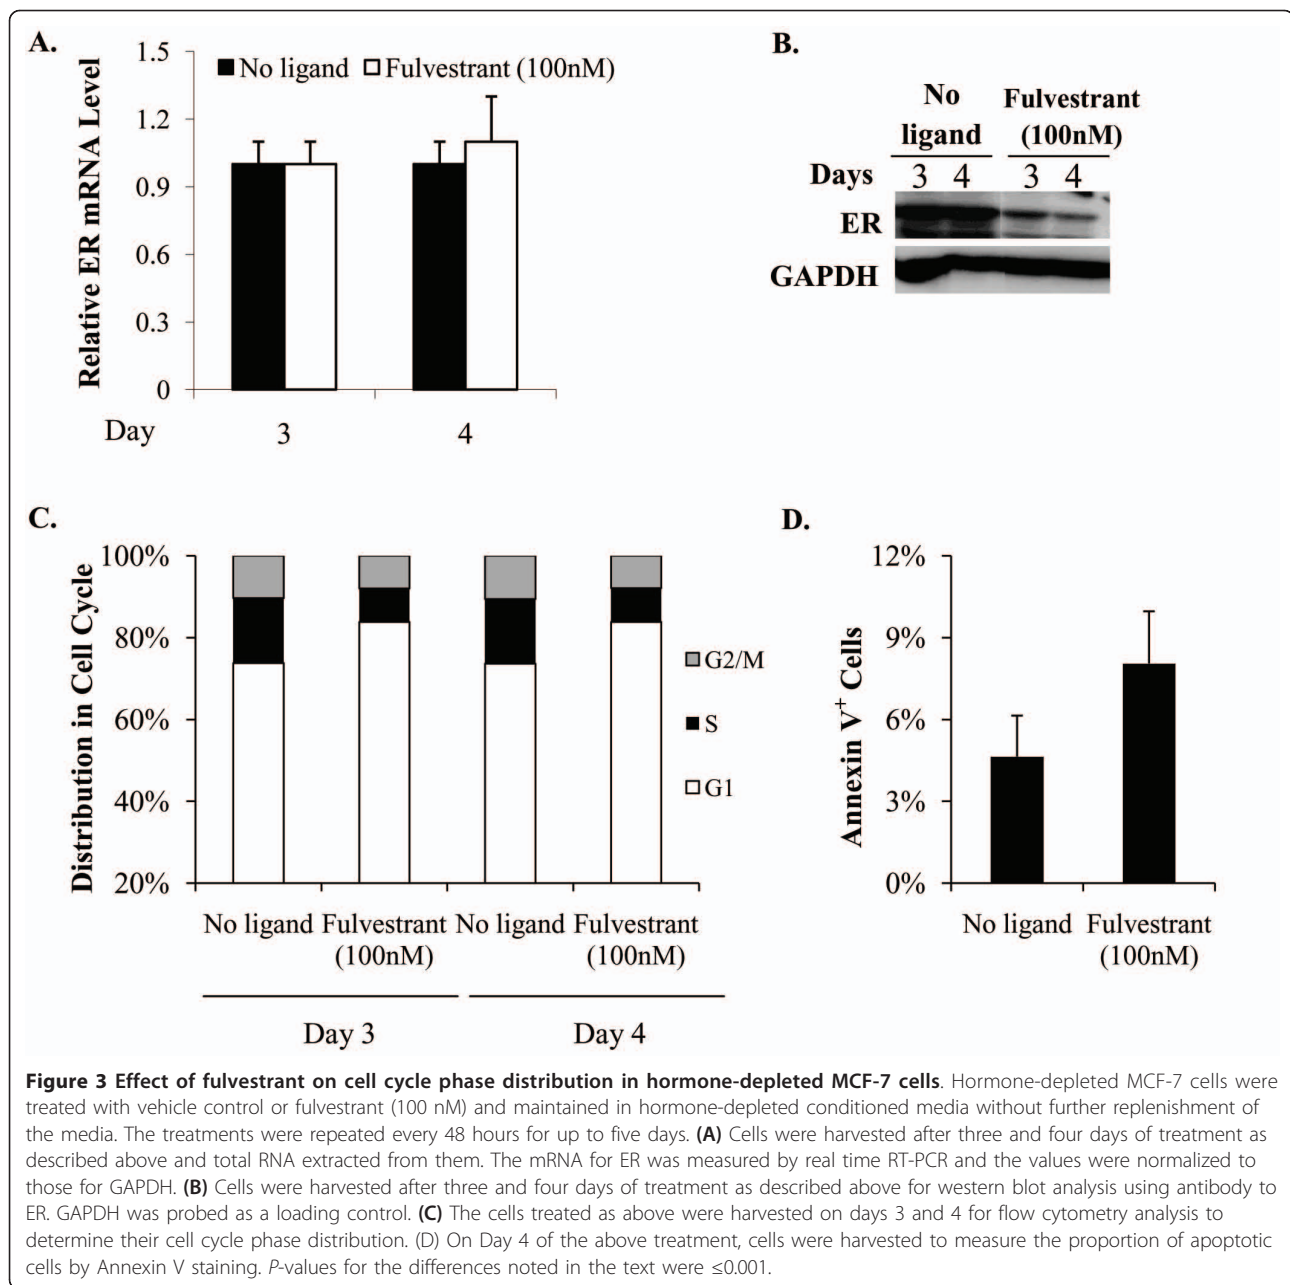 A.
1.5
1.2
0.9
0.6
0.3
0
Relative ER mRNA Level
No ligand Fulvestrant (100nM)
Day 3 4
B.
No ligand
Fulvestrant (100nM)
Days 3 4 3 4
ER
GAPDH
C.
100%
80%
60%
40%
20%
Distribution in Cell Cycle
G2/M
S
G1
No ligand Fulvestrant No ligand Fulvestrant
(100nM) (100nM)
Day 3 Day 4
D.
12%
9%
6%
3%
0%
Annexin V+ Cells
No ligand Fulvestrant
(100nM)
Figure 3 Effect of fulvestrant on cell cycle phase distribution in hormone-depleted MCF-7 cells. Hormone-depleted MCF-7 cells were
treated with vehicle control or fulvestrant (100 nM) and maintained in hormone-depleted conditioned media without further replenishment of
the media. The treatments were repeated every 48 hours for up to five days. (A) Cells were harvested after three and four days of treatment as
described above and total RNA extracted from them. The mRNA for ER was measured by real time RT-PCR and the values were normalized to
those for GAPDH. (B) Cells were harvested after three and four days of treatment as described above for western blot analysis using antibody to
ER. GAPDH was probed as a loading control. (C) The cells treated as above were harvested on days 3 and 4 for flow cytometry analysis to
determine their cell cycle phase distribution. (D) On Day 4 of the above treatment, cells were harvested to measure the proportion of apoptotic
cells by Annexin V staining. P-values for the differences noted in the text were ≤0.001.